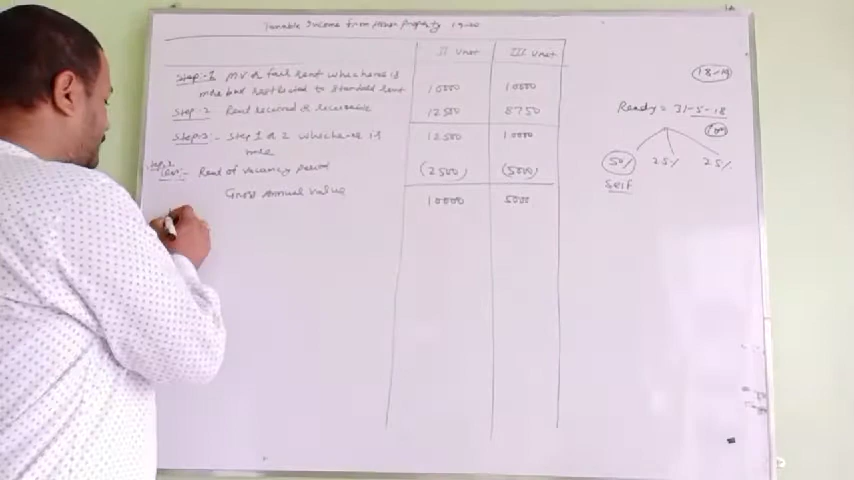 Taxable Income from House Property 19-20
II Unit III Unit
Step:-1 MV or fair rent whichever is
more but restricted to standard rent 10000 10000
Step:-2 Rent received or receivable 12500 8750
Step:3:- Step 1 or 2 whichever is 12500 10000
more
Step:4
Less:- Rent of vacancy period (2500) (5000)
Gross Annual Value 10000 5000
18-19
Ready = 31-5-18
50% 25% 25%
Self